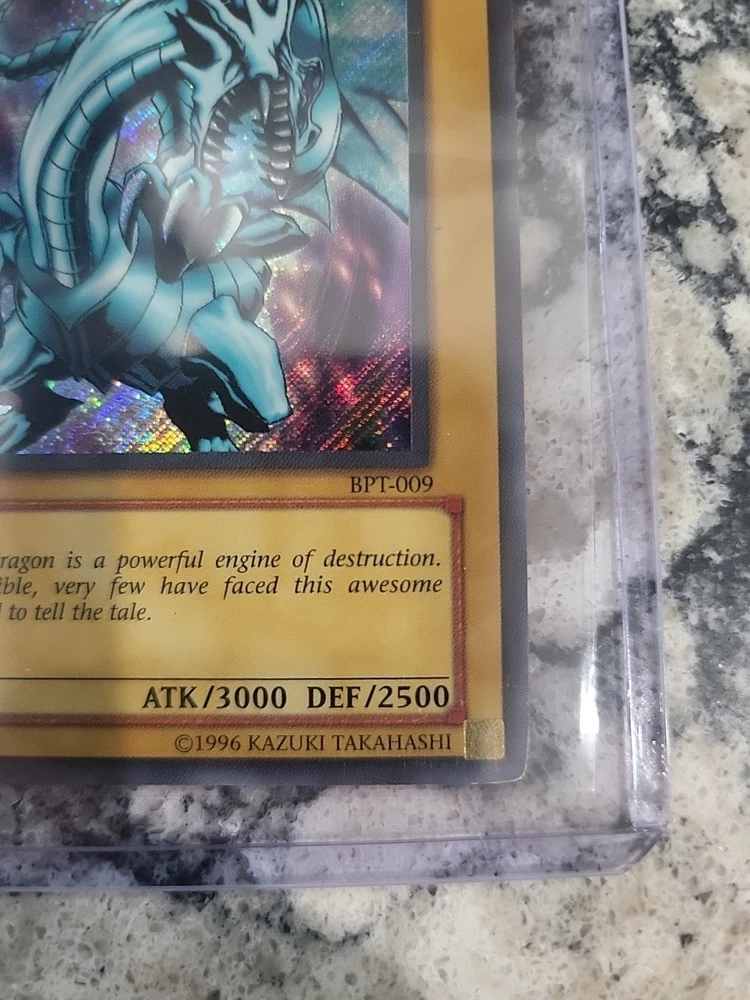 BPT-009
ragon is a powerful engine of destruction.
ible, very few have faced this awesome
to tell the tale.
ATK/3000 DEF/2500
©1996 KAZUKI TAKAHASHI